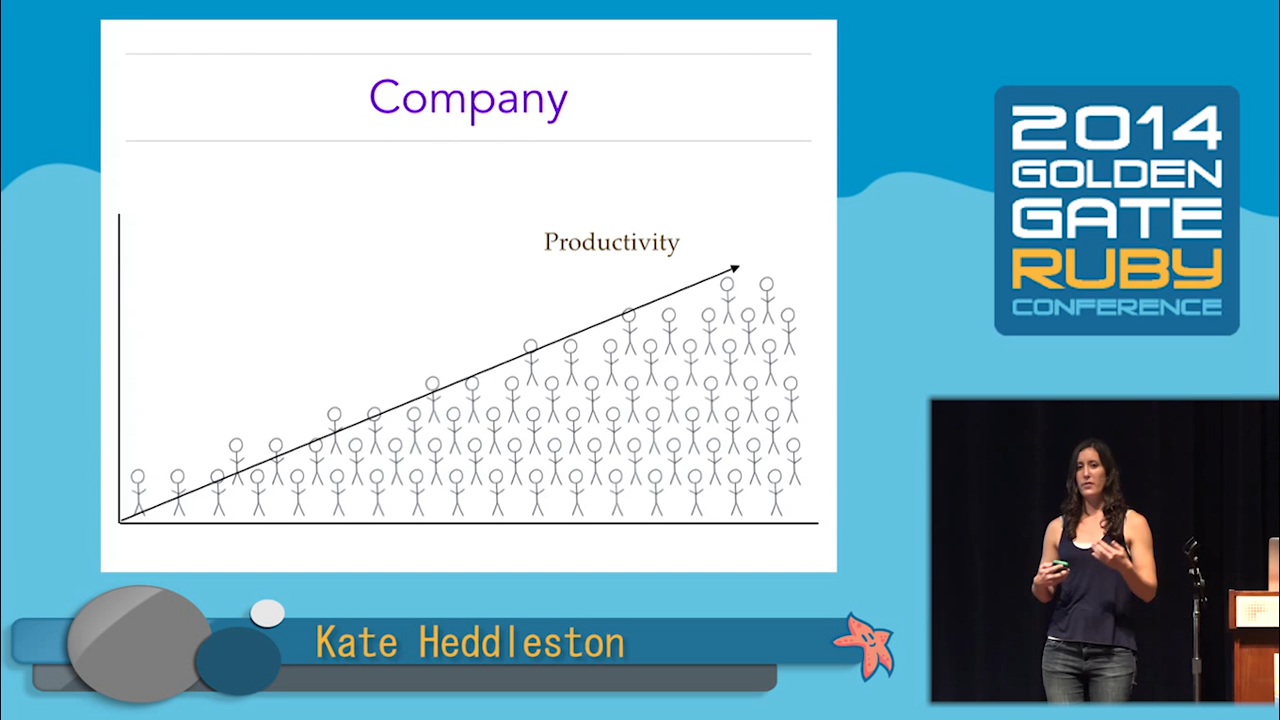 Company
Productivity
2014
GOLDEN
GATE
RUBY
CONFERENCE
Kate Heddleston